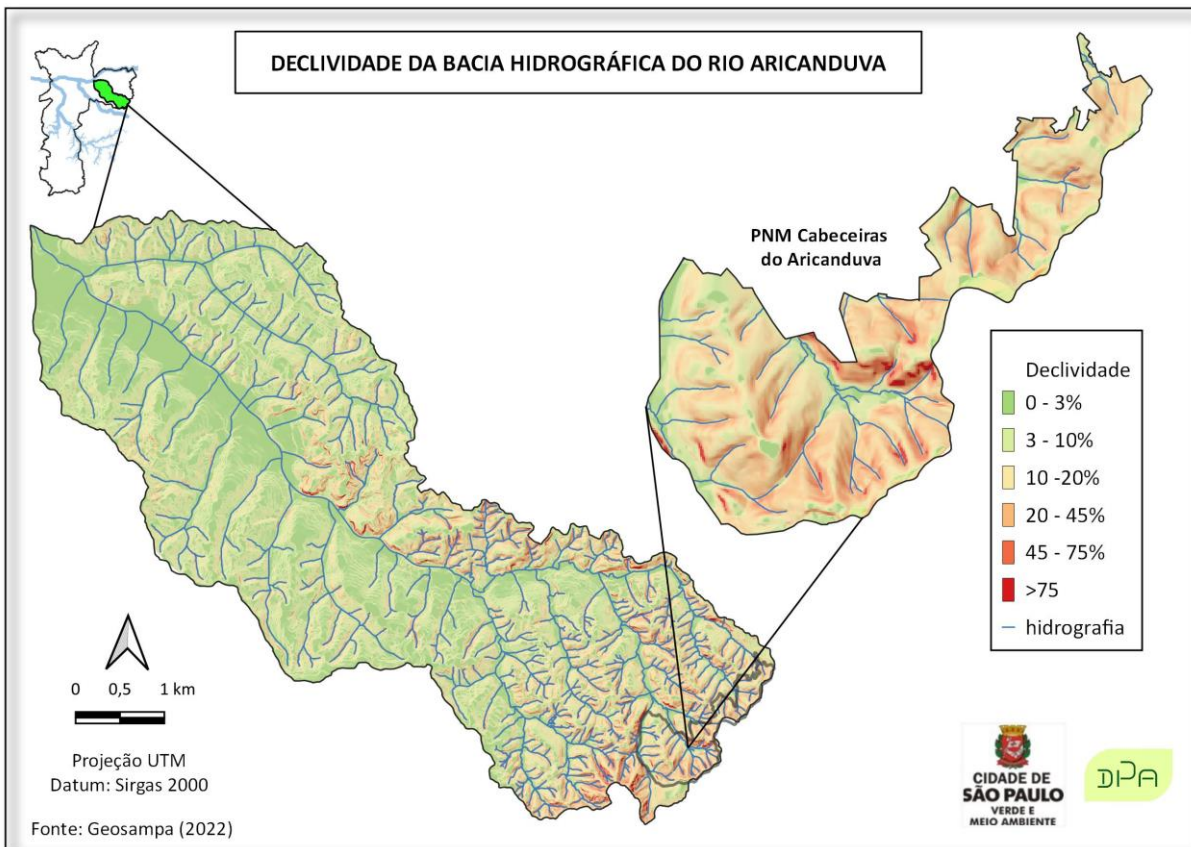 DECLIVIDADE DA BACIA HIDROGRÁFICA DO RIO ARICANDUVA
PNM Cabeceiras
do Aricanduva
Declividade
0 - 3%
3 - 10%
10 -20%
20 - 45%
45 - 75%
>75
hidrografia
0 0,5 1 km
Projeção UTM
Datum: Sirgas 2000
Fonte: Geosampa (2022)
CIDADE DE
SÃO PAULO
VERDE E
MEIO AMBIENTE
DPA